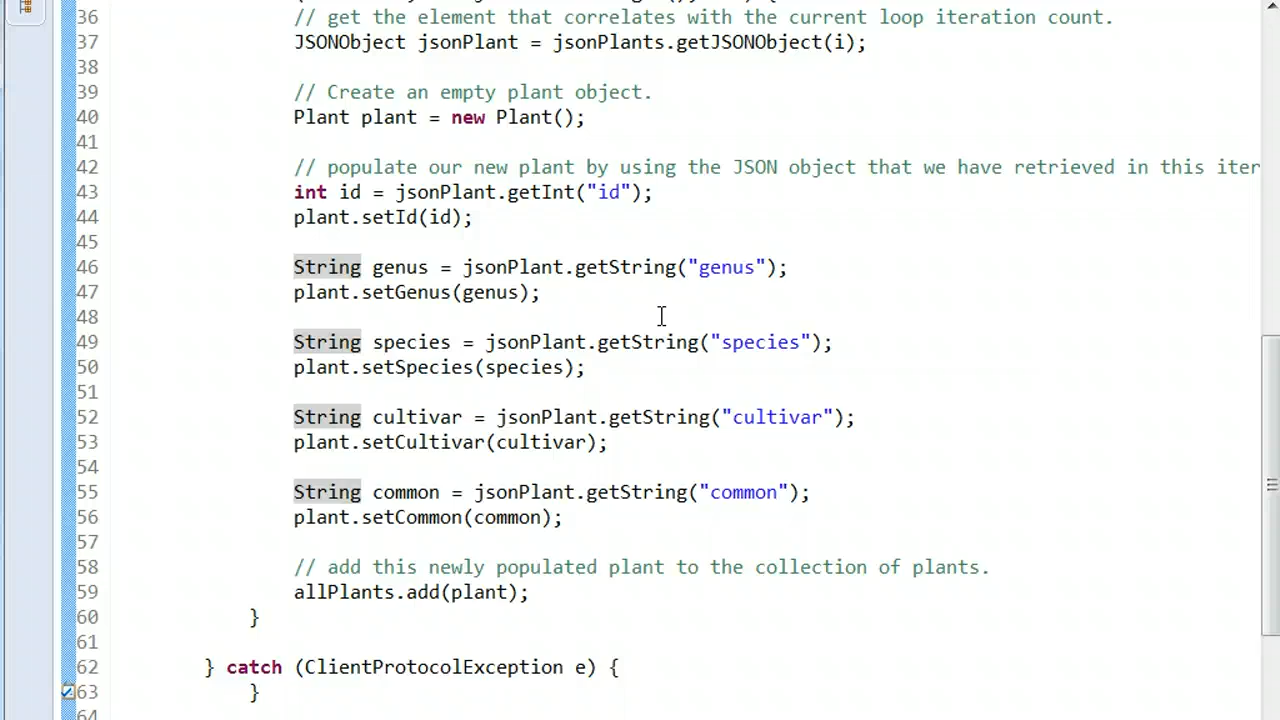 36 // get the element that correlates with the current loop iteration count.
37 JSONObject jsonPlant = jsonPlants.getJSONObject(i);
38
39 // Create an empty plant object.
40 Plant plant = new Plant();
41
42 // populate our new plant by using the JSON object that we have retrieved in this iter
43 int id = jsonPlant.getInt("id");
44 plant.setId(id);
45
46 String genus = jsonPlant.getString("genus");
47 plant.setGenus(genus);
48
49 String species = jsonPlant.getString("species");
50 plant.setSpecies(species);
51
52 String cultivar = jsonPlant.getString("cultivar");
53 plant.setCultivar(cultivar);
54
55 String common = jsonPlant.getString("common");
56 plant.setCommon(common);
57
58 // add this newly populated plant to the collection of plants.
59 allPlants.add(plant);
60 }
61
62 } catch (ClientProtocolException e) {
63 }
64